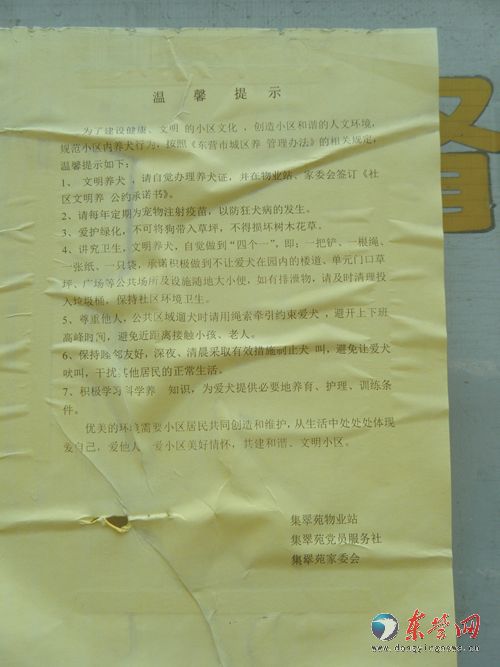 温 馨 提 示
为了建设健康、文明 的小区文化 ，创造小区和谐的人文环境，
规范小区内养犬行为，按照《东营市城区养 管理办法》的相关规定，
温馨提示如下：
1、 文明养犬 ，请自觉办理养犬证，并在物业站、家委会签订《社
区文明养 公约承诺书》。
2、请每年定期为宠物注射疫苗，以防狂犬病的发生。
3、爱护绿化，不可将狗带入草坪，不得损坏树木花草。
4、讲究卫生，文明养犬，自觉做到“四个一”，即：一把铲、一根绳、
一张纸、一只袋，承诺积极做到不让爱犬在园内的楼道、单元门口草
坪、广场等公共场所及设施随地大小便，如有排泄物，请及时清理投
入垃圾桶，保持社区环境卫生。
5、尊重他人，公共区域遛犬时请用绳索牵引约束爱犬 ，避开上下班
高峰时间，避免近距离接触小孩、老人。
6、保持睦邻友好，深夜、清晨采取有效措施制止犬 叫，避免让爱犬
吠叫，干扰其他居民的正常生活。
7、积极学习科学养 知识，为爱犬提供必要地养育、护理、训练条
件。
优美的环境需要小区居民共同创造和维护，从生活中处处处体现
爱自己，爱他人 爱小区美好情怀，共建和谐、文明小区。
集翠苑物业站
集翠苑党员服务社
集翠苑家委会
东营网
www.dongyingnews.cn